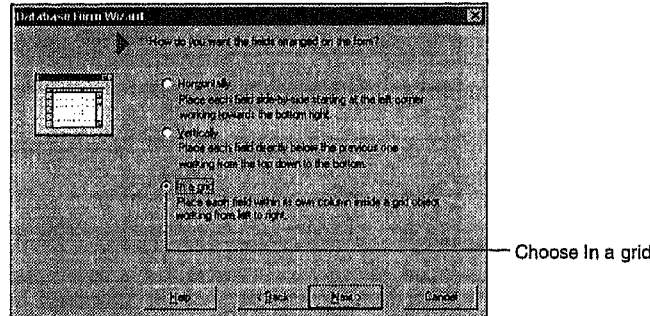 Database Form Wizard
How do you want the fields arranged on the form?
Horizontally
Place each field side-by-side starting at the left corner
working towards the bottom right.
Vertically
Place each field directly below the previous one
working from the top down to the bottom.
In a grid
Place each field within its own column inside a grid object
working from left to right.
Choose In a grid
Help
< Back
Next >
Cancel